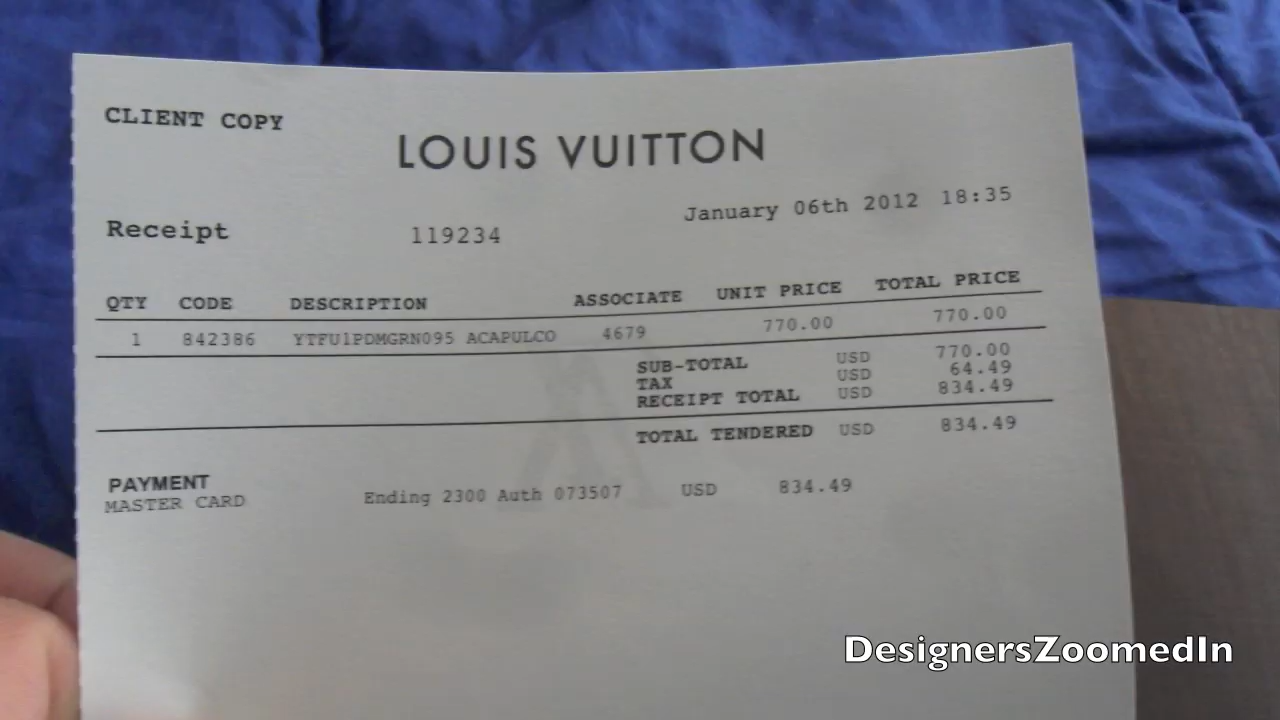 CLIENT COPY
LOUIS VUITTON
January 06th 2012 18:35
Receipt 119234
QTY CODE DESCRIPTION ASSOCIATE UNIT PRICE TOTAL PRICE
1 842386 YTFU1PDMGRN095 ACAPULCO 4679 770.00 770.00
SUB-TOTAL USD 770.00
TAX USD 64.49
RECEIPT TOTAL USD 834.49
TOTAL TENDERED USD 834.49
PAYMENT
MASTER CARD Ending 2300 Auth 073507 USD 834.49
DesignersZoomedIn